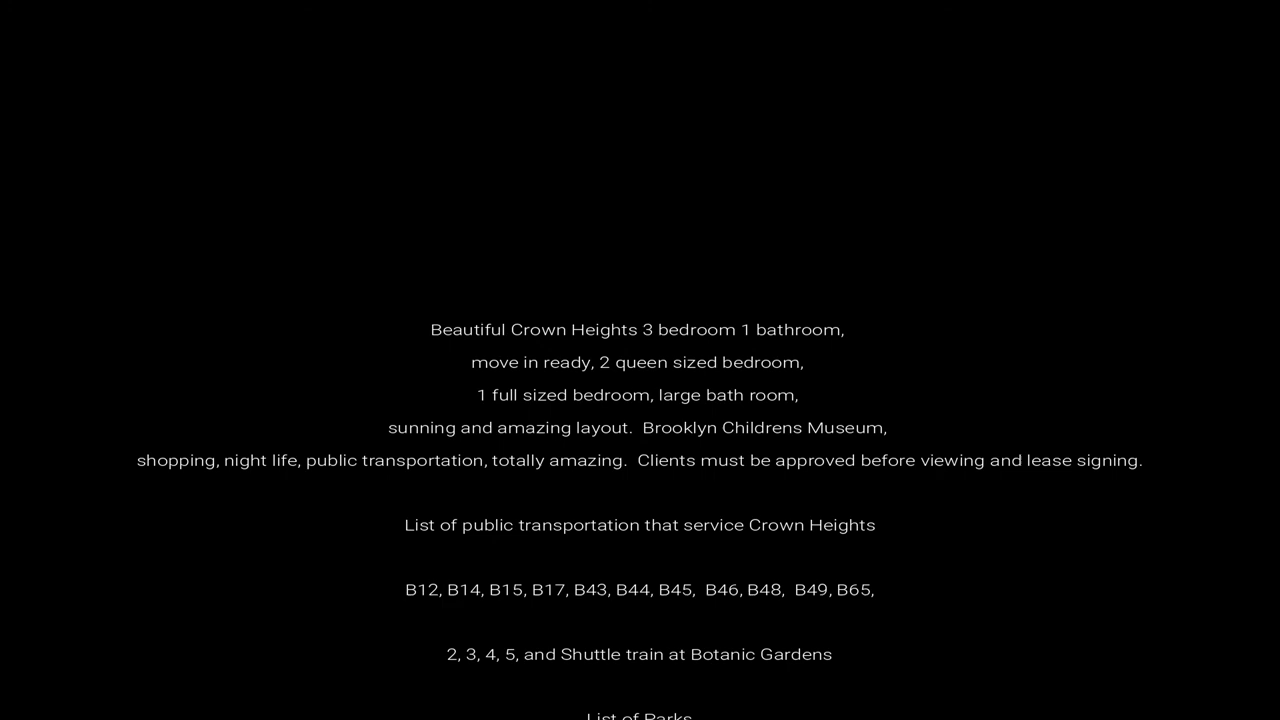 Beautiful Crown Heights 3 bedroom 1 bathroom,
move in ready, 2 queen sized bedroom,
1 full sized bedroom, large bath room,
sunning and amazing layout.  Brooklyn Childrens Museum,
shopping, night life, public transportation, totally amazing.  Clients must be approved before viewing and lease signing.
List of public transportation that service Crown Heights
B12, B14, B15, B17, B43, B44, B45,  B46, B48,  B49, B65,
2, 3, 4, 5, and Shuttle train at Botanic Gardens
List of Parks